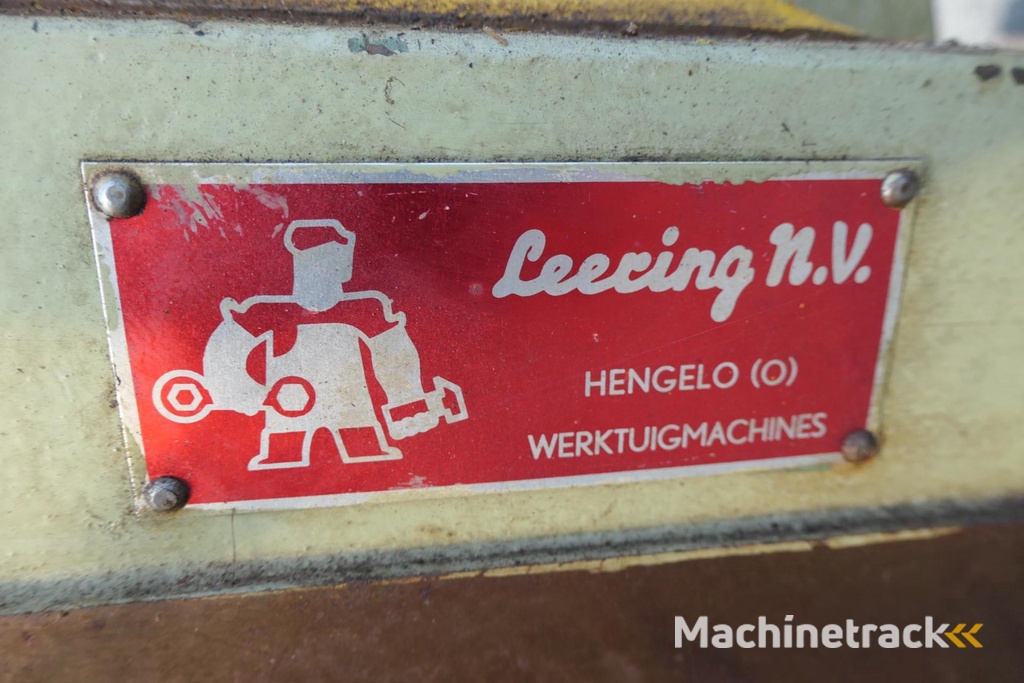 Leering N.V.
HENGELO (O)
WERKTUIGMACHINES
Machinetrack